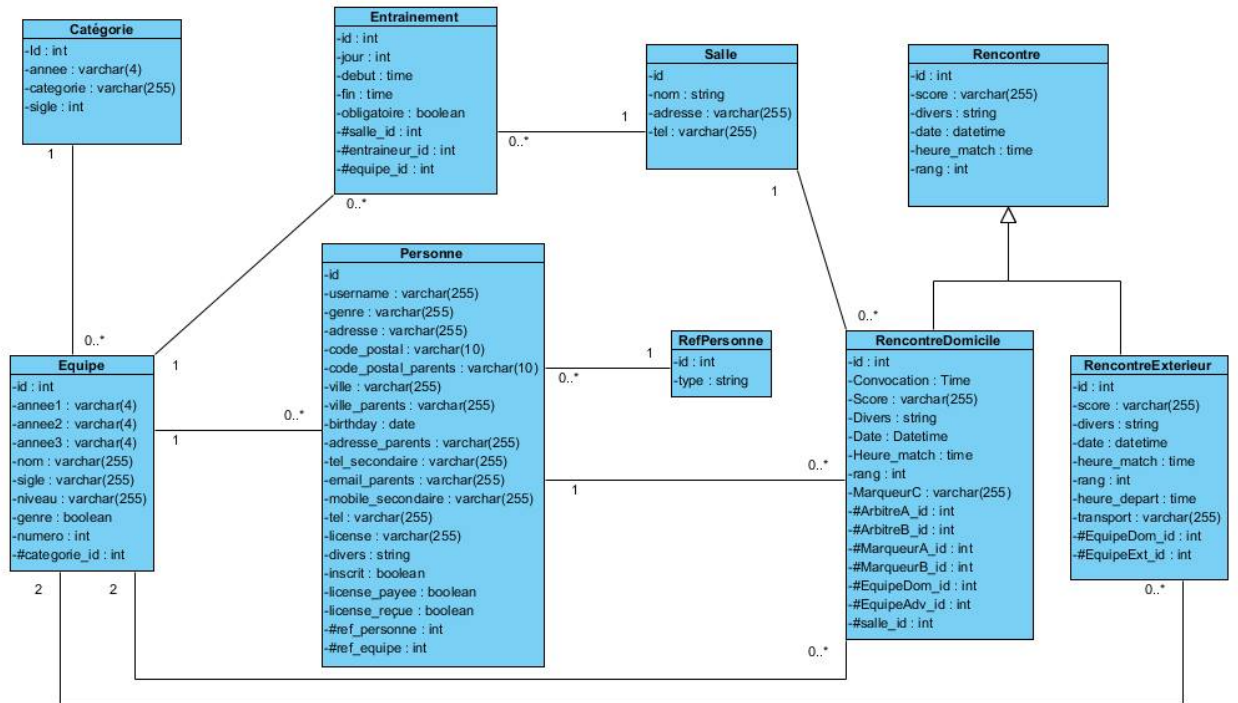 Catégorie
-Id : int
-annee : varchar(4)
-categorie : varchar(255)
-sigle : int
1
Entrainement
-id : int
-jour : int
-debut : time
-fin : time
-obligatoire : boolean
-#salle_id : int
-#entraineur_id : int
-#equipe_id : int
0..*
0..*
1
Salle
-id
-nom : string
-adresse : varchar(255)
-tel : varchar(255)
1
Rencontre
-id : int
-score : varchar(255)
-divers : string
-date : datetime
-heure_match : time
-rang : int
0..*
Equipe
-id : int
-annee1 : varchar(4)
-annee2 : varchar(4)
-annee3 : varchar(4)
-nom : varchar(255)
-sigle : varchar(255)
-niveau : varchar(255)
-genre : boolean
-numero : int
-#categorie_id : int
1
1
0..*
2
2
Personne
-id
-username : varchar(255)
-genre : varchar(255)
-adresse : varchar(255)
-code_postal : varchar(10)
-code_postal_parents : varchar(10)
-ville : varchar(255)
-ville_parents : varchar(255)
-birthday : date
-adresse_parents : varchar(255)
-tel_secondaire : varchar(255)
-email_parents : varchar(255)
-mobile_secondaire : varchar(255)
-tel : varchar(255)
-license : varchar(255)
-divers : string
-inscrit : boolean
-license_payee : boolean
-license_reçue : boolean
-#ref_personne : int
-#ref_equipe : int
0..*
1
1
0..*
RefPersonne
-id : int
-type : string
0..*
RencontreDomicile
-id : int
-Convocation : Time
-Score : varchar(255)
-Divers : string
-Date : Datetime
-Heure_match : time
-rang : int
-MarqueurC : varchar(255)
-#ArbitreA_id : int
-#ArbitreB_id : int
-#MarqueurA_id : int
-#MarqueurB_id : int
-#EquipeDom_id : int
-#EquipeAdv_id : int
-#salle_id : int
0..*
RencontreExterieur
-id : int
-score : varchar(255)
-divers : string
-date : datetime
-heure_match : time
-rang : int
-heure_depart : time
-transport : varchar(255)
-#EquipeDom_id : int
-#EquipeExt_id : int
0..*